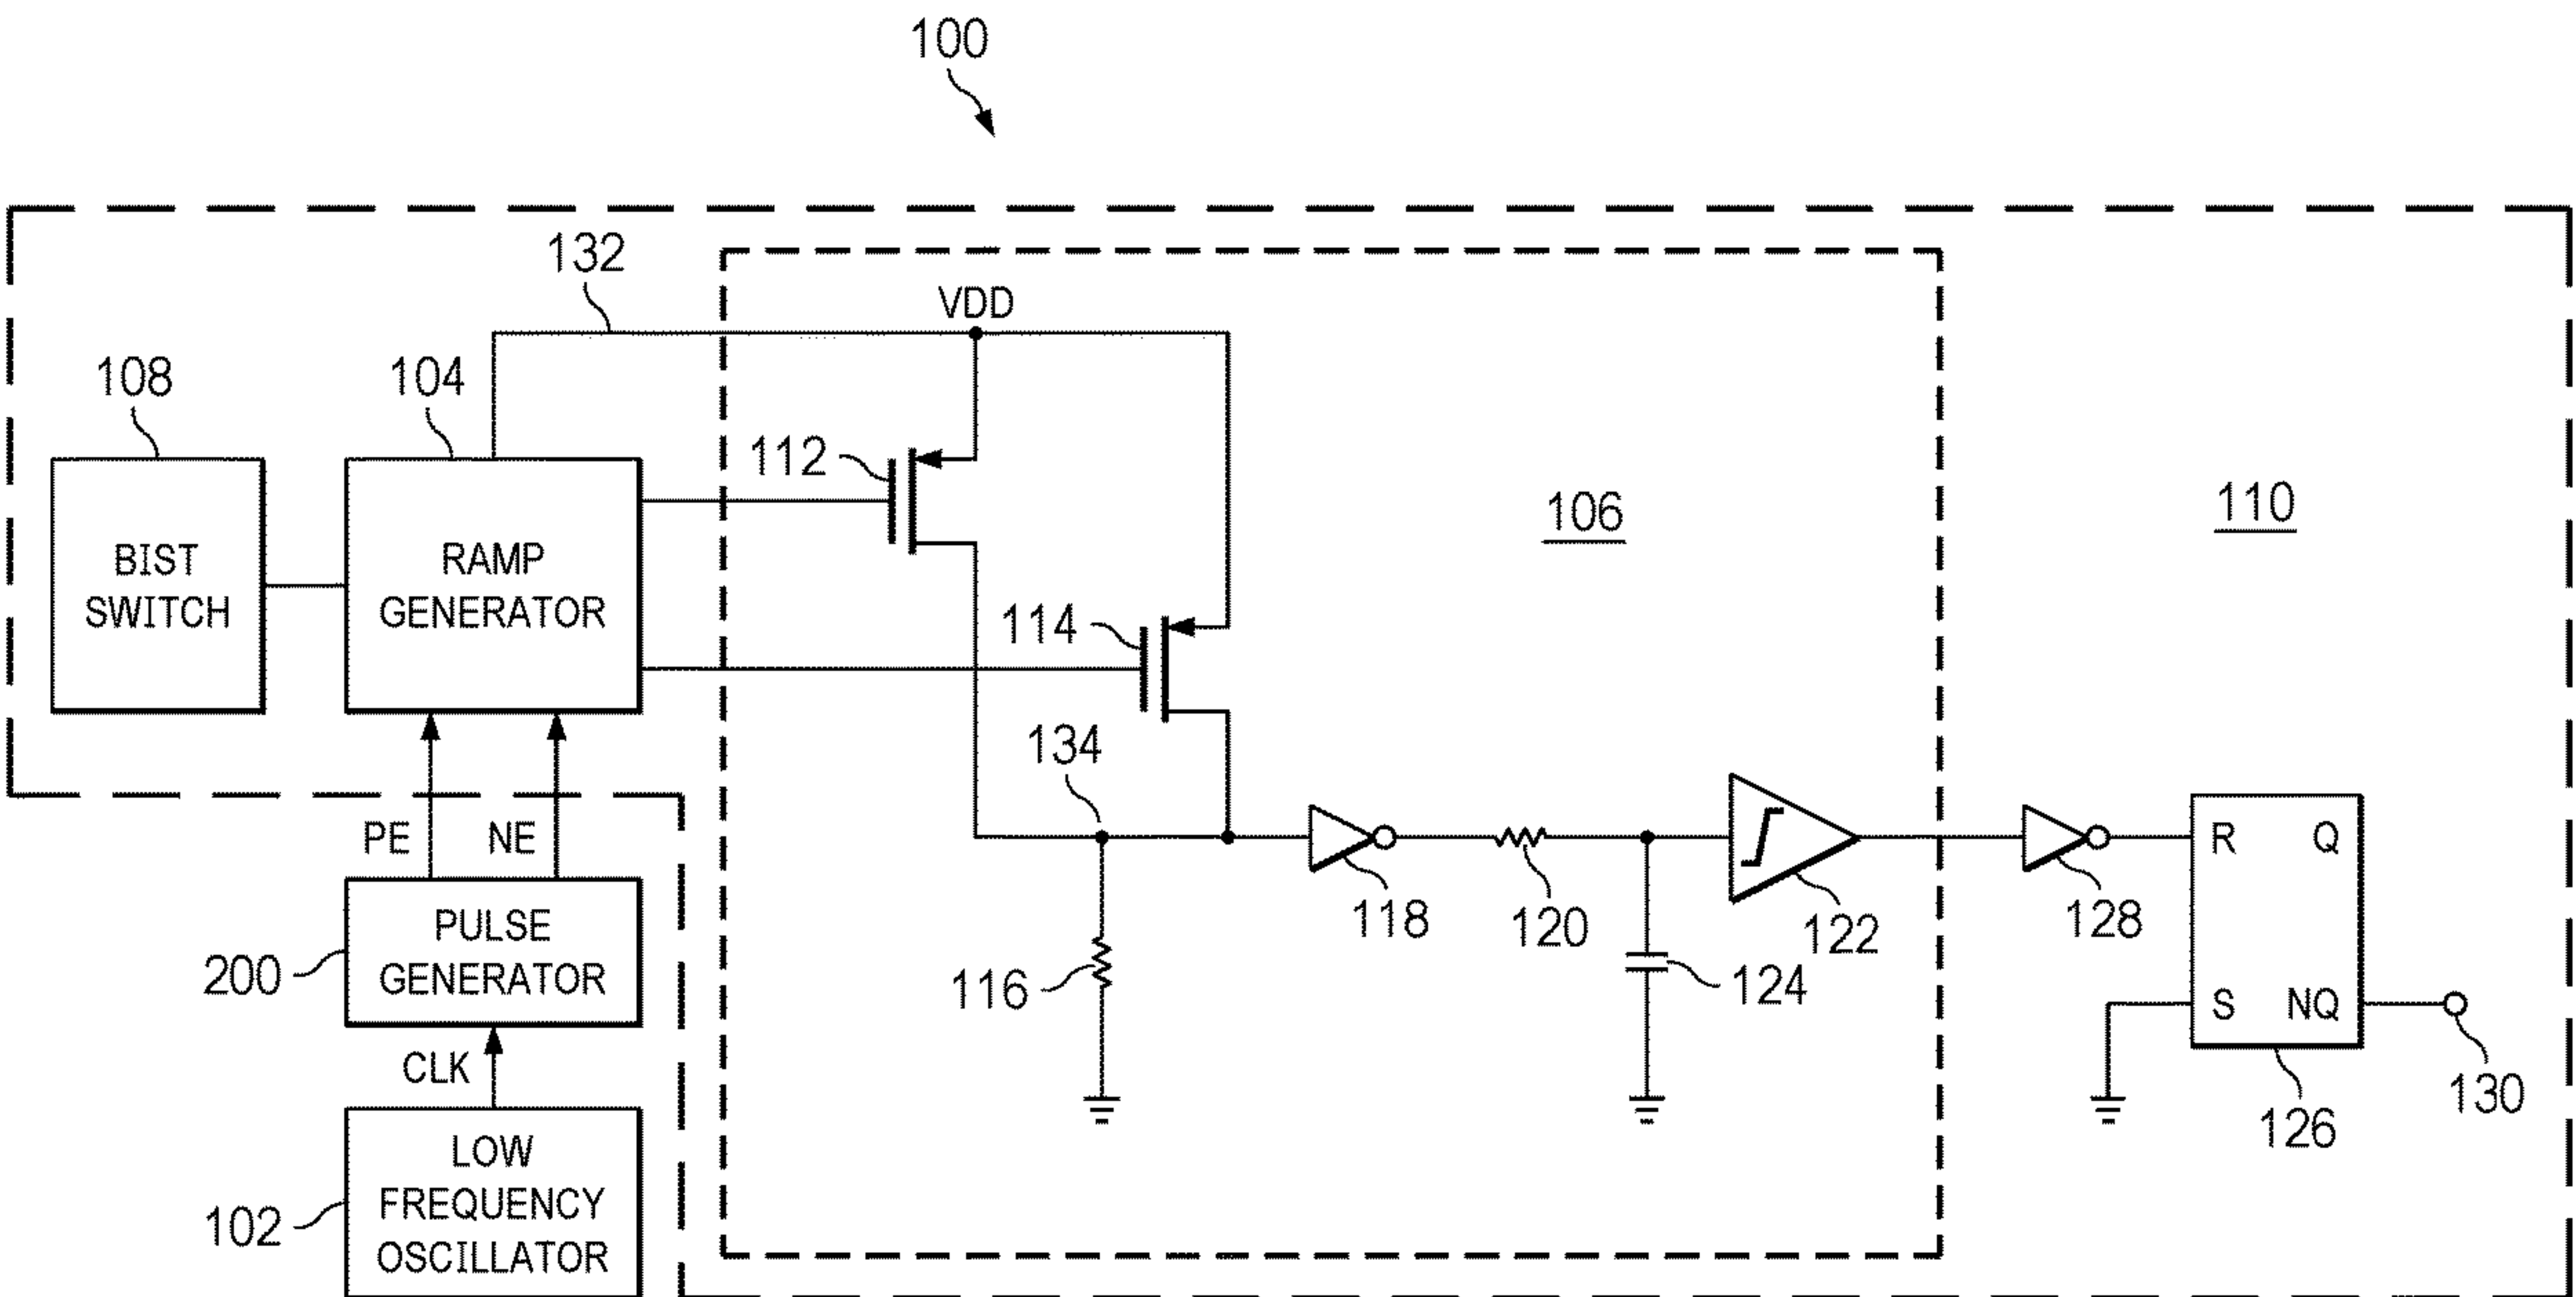 100
132
VDD
108
104
112
106
110
BIST
SWITCH
RAMP
GENERATOR
114
134
PE
NE
R
Q
118
120
122
128
PULSE
GENERATOR
200
116
124
S
NQ
CLK
130
126
LOW
FREQUENCY
OSCILLATOR
102